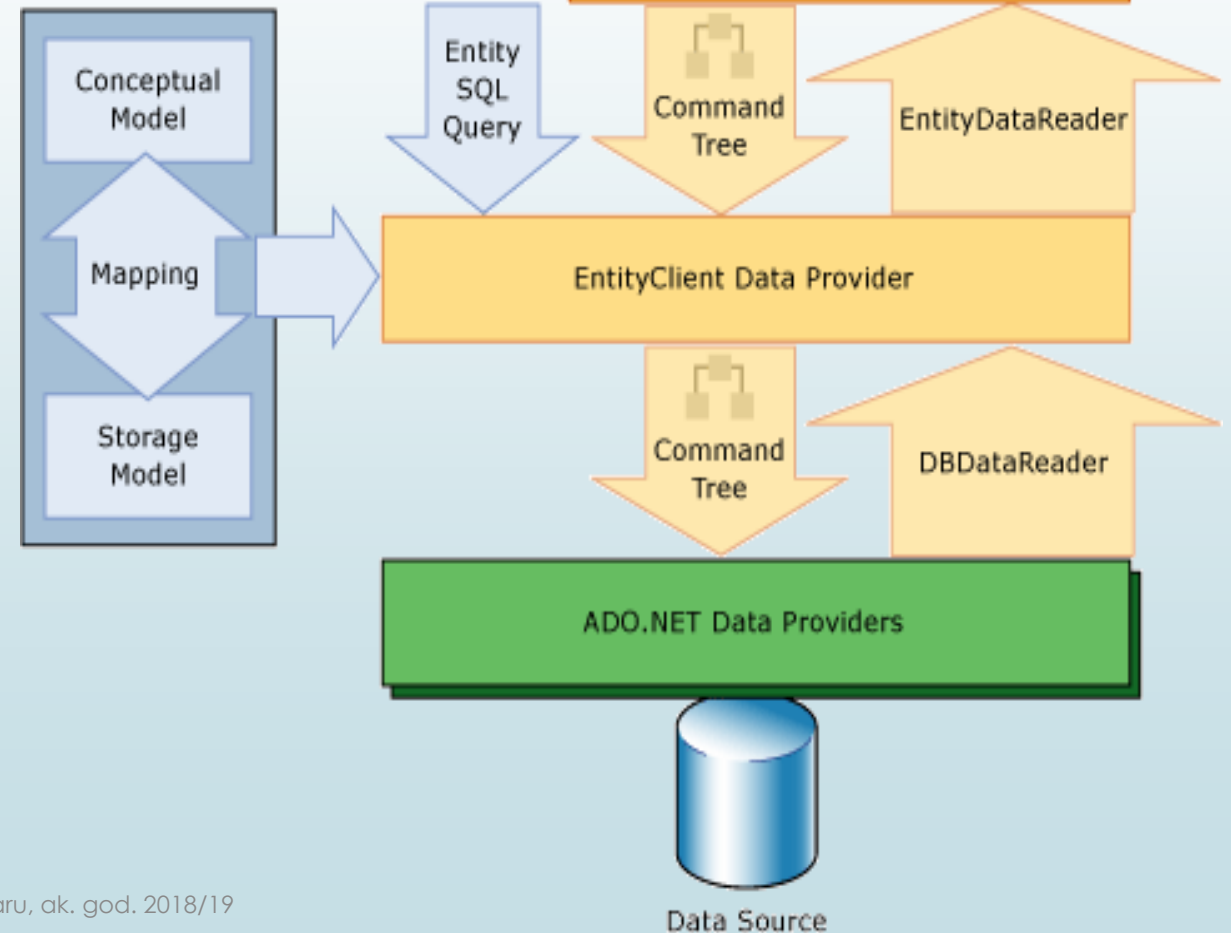 Conceptual
Model
Mapping
Storage
Model
Entity
SQL
Query
Command
Tree
EntityDataReader
EntityClient Data Provider
Command
Tree
DBDataReader
ADO.NET Data Providers
Data Source
ak. god. 2018/19